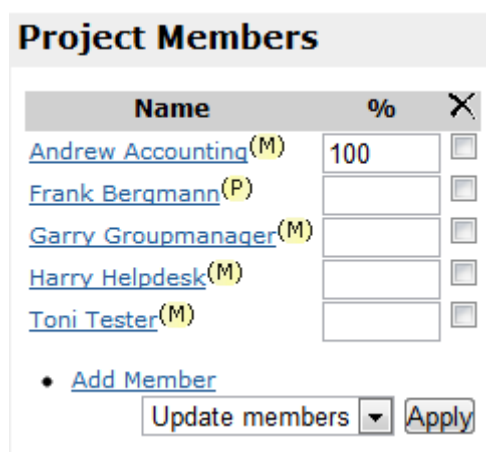 Project Members
Name % X
Andrew Accounting(M) 100
Frank Bergmann(P)
Garry Groupmanager(M)
Harry Helpdesk(M)
Toni Tester(M)
• Add Member
Update members Apply